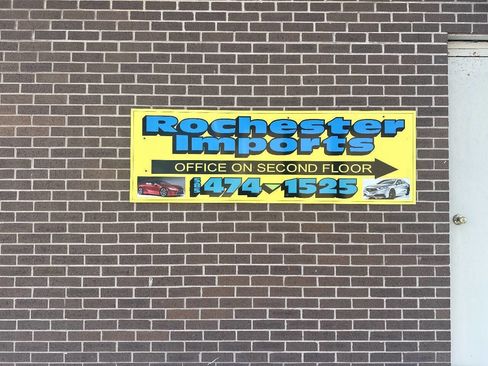 Rochester
Imports
OFFICE ON SECOND FLOOR
474-1525